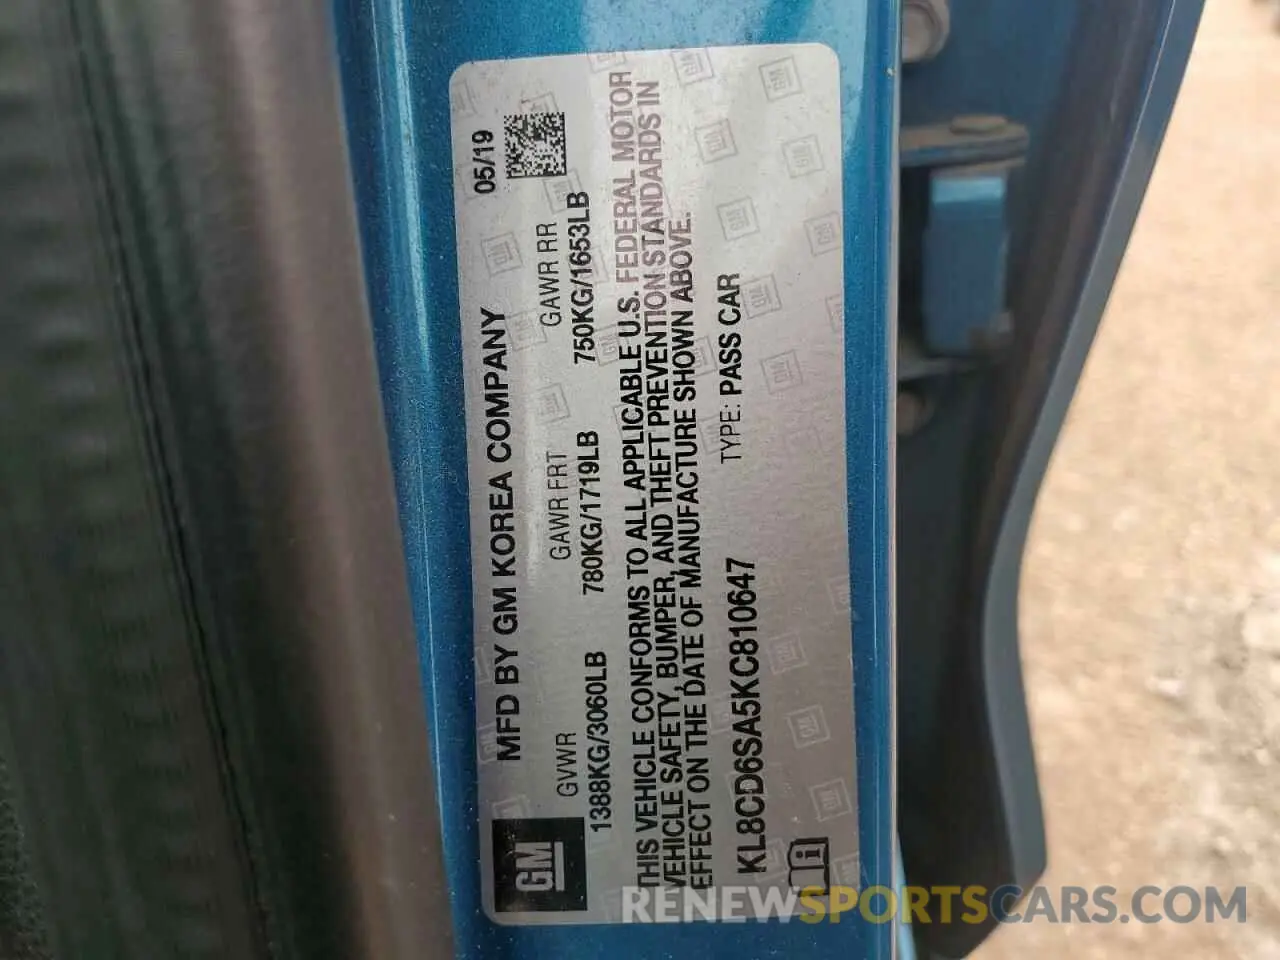 MFD BY GM KOREA COMPANY 05/19
GVWR GAWR FRT GAWR RR
1388KG/3060LB 780KG/1719LB 750KG/1653LB
THIS VEHICLE CONFORMS TO ALL APPLICABLE U.S. FEDERAL MOTOR
VEHICLE SAFETY, BUMPER, AND THEFT PREVENTION STANDARDS IN
EFFECT ON THE DATE OF MANUFACTURE SHOWN ABOVE.
KL8CD6SA5KC810647 TYPE: PASS CAR
GM
RENEWSPORTSCARS.COM